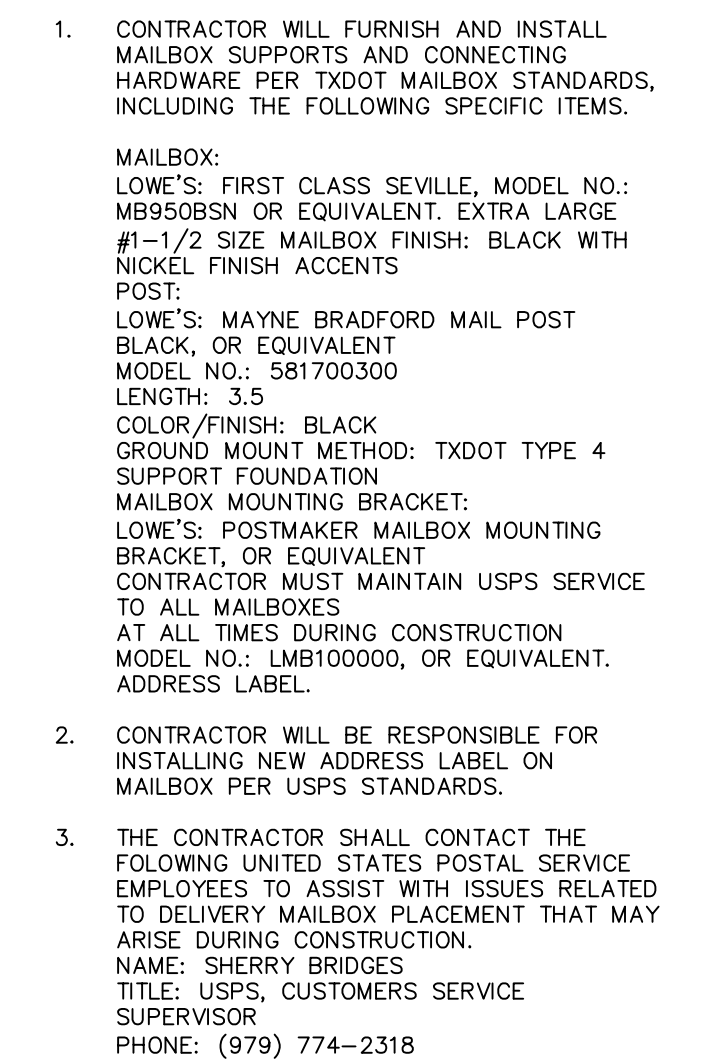 1. CONTRACTOR WILL FURNISH AND INSTALL
MAILBOX SUPPORTS AND CONNECTING
HARDWARE PER TXDOT MAILBOX STANDARDS,
INCLUDING THE FOLLOWING SPECIFIC ITEMS.
MAILBOX:
LOWE'S: FIRST CLASS SEVILLE, MODEL NO.:
MB950BSN OR EQUIVALENT. EXTRA LARGE
#1-1/2 SIZE MAILBOX FINISH: BLACK WITH
NICKEL FINISH ACCENTS
POST:
LOWE'S: MAYNE BRADFORD MAIL POST
BLACK, OR EQUIVALENT
MODEL NO.: 581700300
LENGTH: 3.5
COLOR/FINISH: BLACK
GROUND MOUNT METHOD: TXDOT TYPE 4
SUPPORT FOUNDATION
MAILBOX MOUNTING BRACKET:
LOWE'S: POSTMAKER MAILBOX MOUNTING
BRACKET, OR EQUIVALENT
CONTRACTOR MUST MAINTAIN USPS SERVICE
TO ALL MAILBOXES
AT ALL TIMES DURING CONSTRUCTION
MODEL NO.: LMB100000, OR EQUIVALENT.
ADDRESS LABEL.
2. CONTRACTOR WILL BE RESPONSIBLE FOR
INSTALLING NEW ADDRESS LABEL ON
MAILBOX PER USPS STANDARDS.
3. THE CONTRACTOR SHALL CONTACT THE
FOLOWING UNITED STATES POSTAL SERVICE
EMPLOYEES TO ASSIST WITH ISSUES RELATED
TO DELIVERY MAILBOX PLACEMENT THAT MAY
ARISE DURING CONSTRUCTION.
NAME: SHERRY BRIDGES
TITLE: USPS, CUSTOMERS SERVICE
SUPERVISOR
PHONE: (979) 774-2318